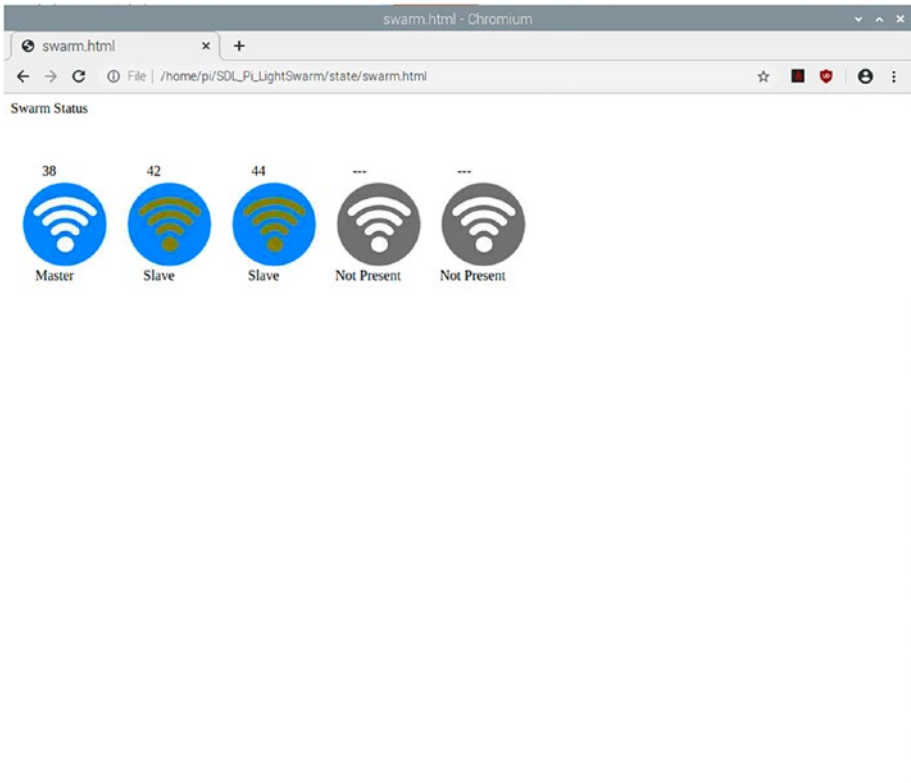 swarm.html - Chromium
swarm.html
File | /home/pi/SDL_Pi_LightSwarm/state/swarm.html
Swarm Status
38 42 44 --- ---
Master Slave Slave Not Present Not Present